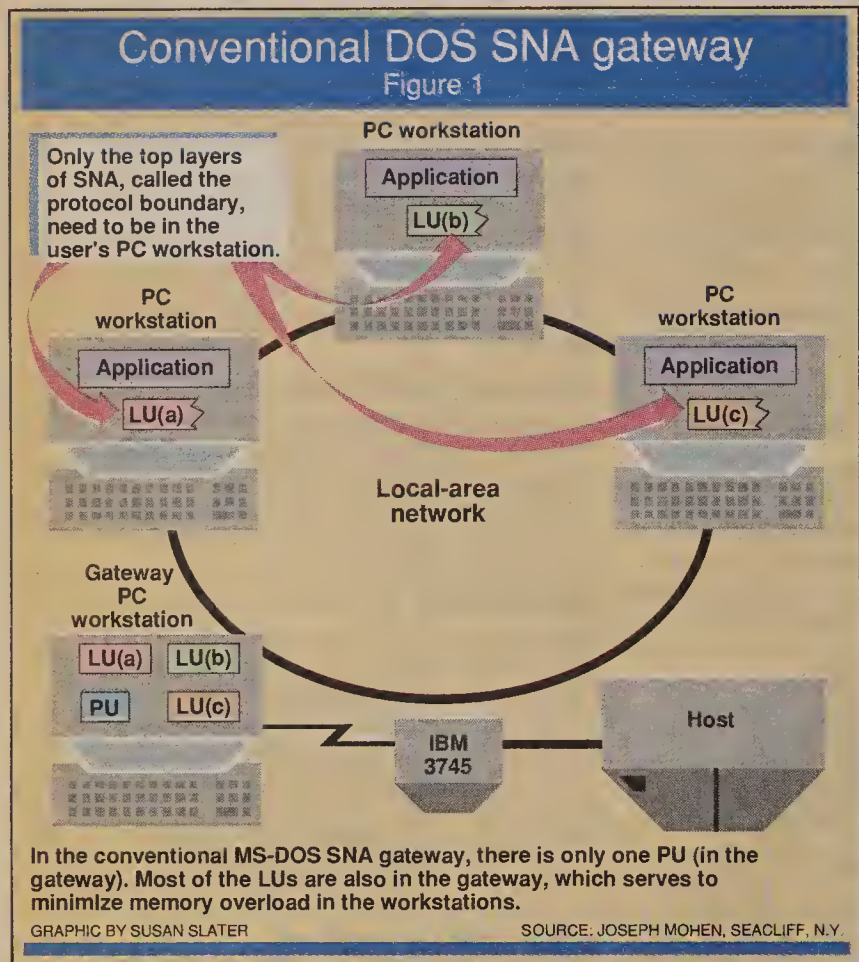 Conventional DOS SNA gateway
Figure 1
Only the top layers
of SNA, called the
protocol boundary,
need to be in the
user's PC workstation.
PC workstation
Application
LU(b)
PC
workstation
Application
LU(a)
PC
workstation
Application
LU(c)
Local-area
network
Gateway
PC
workstation
LU(a) LU(b)
PU LU(c)
IBM
3745
Host
In the conventional MS-DOS SNA gateway, there is only one PU (in the
gateway). Most of the LUs are also in the gateway, which serves to
minimize memory overload in the workstations.
GRAPHIC BY SUSAN SLATER SOURCE: JOSEPH MOHEN, SEACLIFF, N.Y.